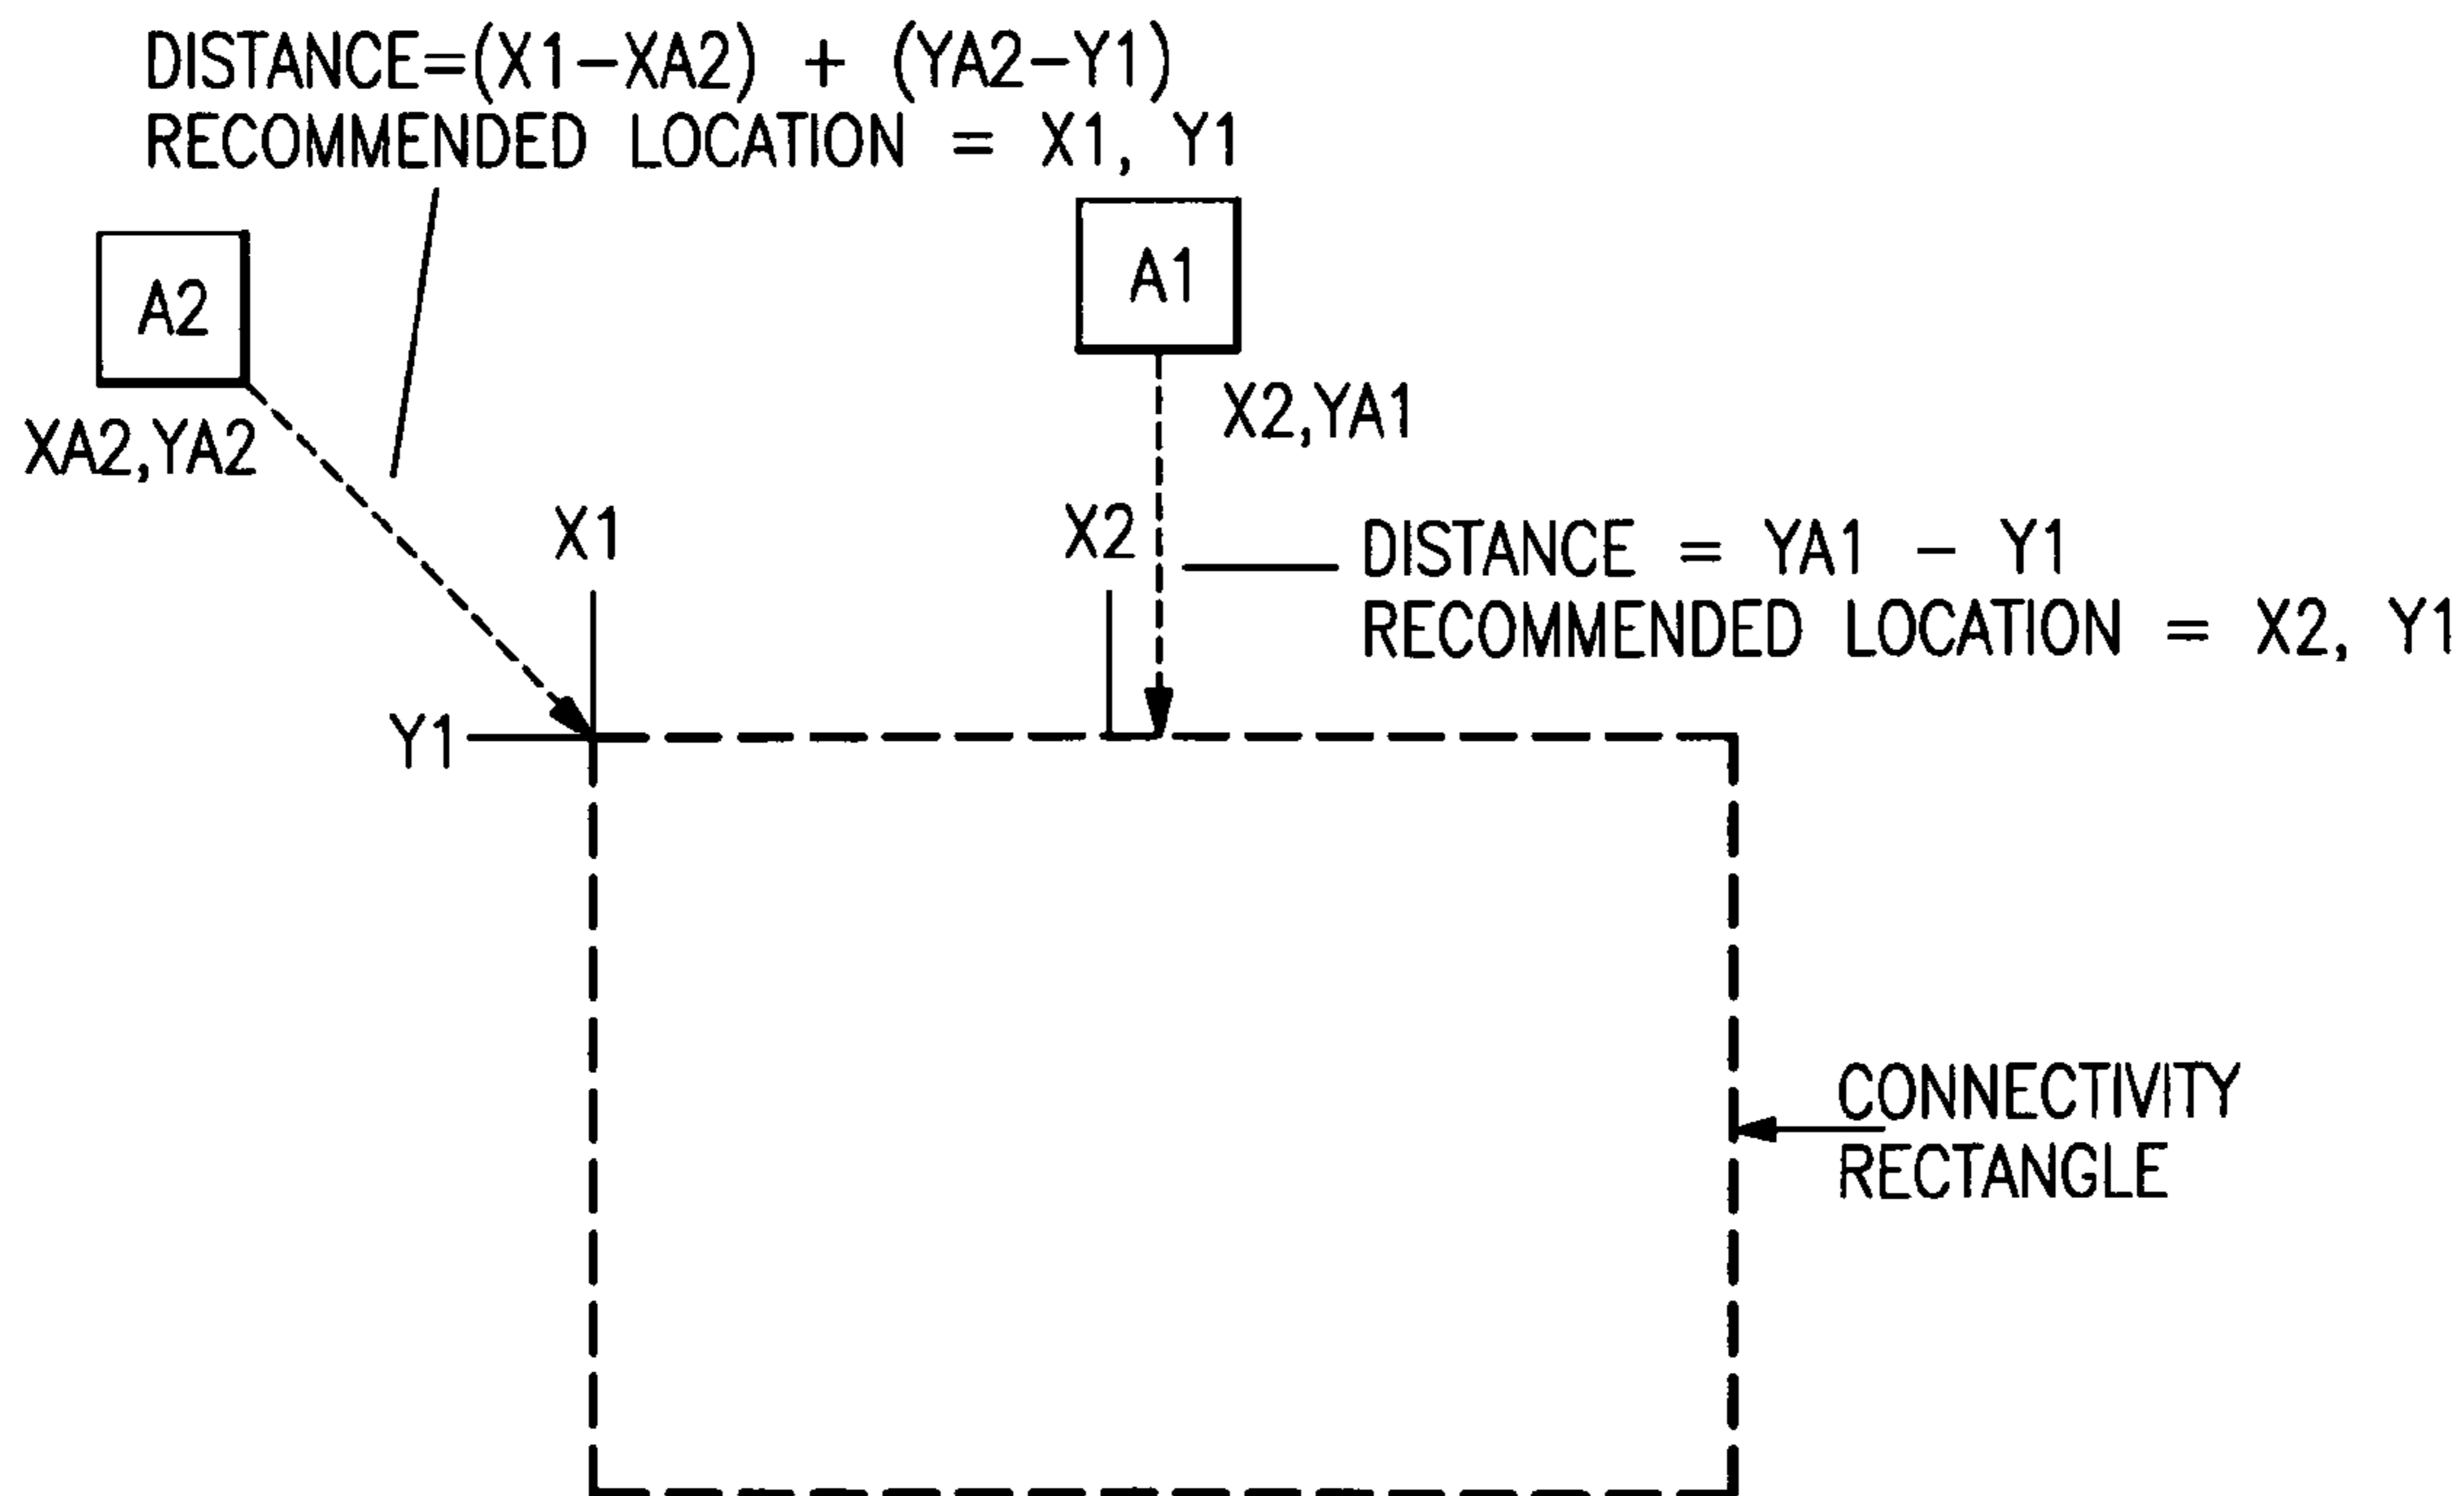 DISTANCE=(X1-XA2) + (YA2-Y1)
RECOMMENDED LOCATION = X1, Y1
A2
A1
XA2,YA2
X2,YA1
X1
X2
DISTANCE = YA1 - Y1
RECOMMENDED LOCATION = X2, Y1
Y1
CONNECTIVITY
RECTANGLE